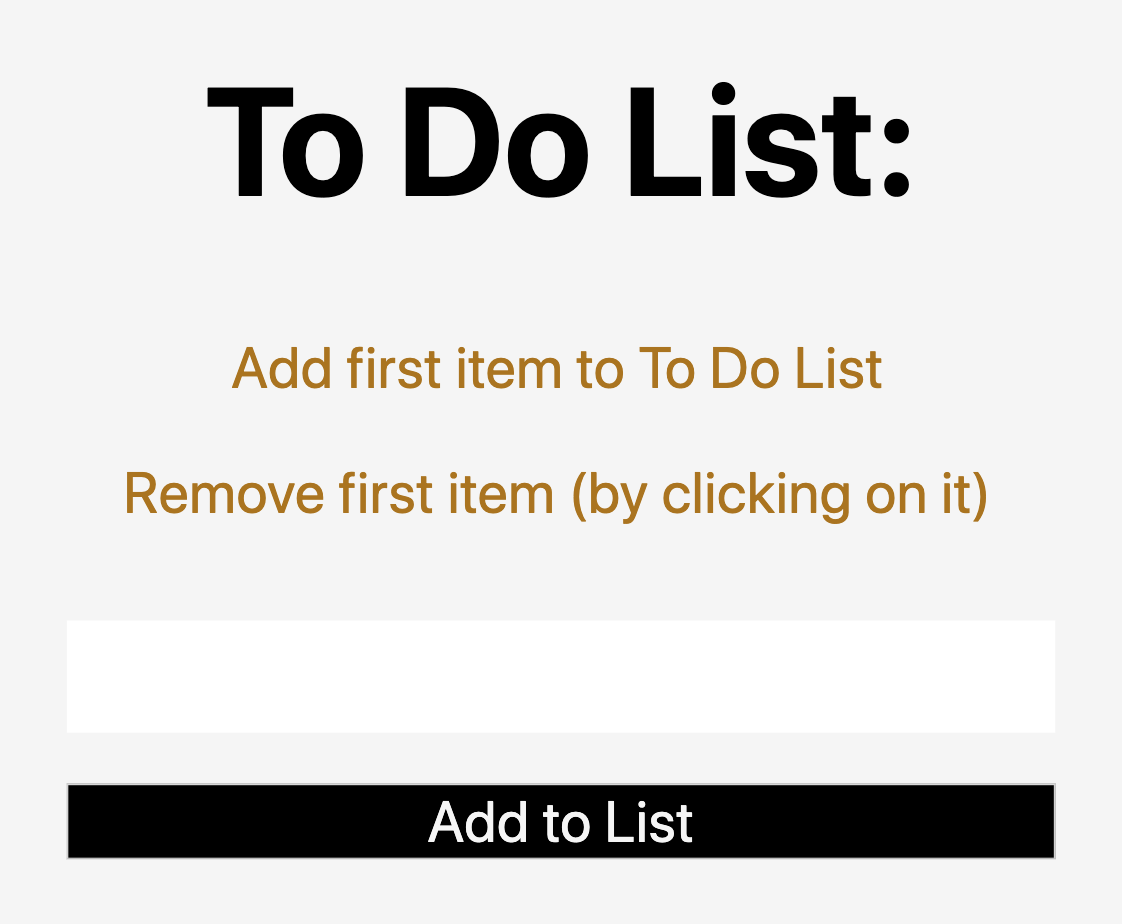 To Do List:
Add first item to To Do List
Remove first item (by clicking on it)
Add to List